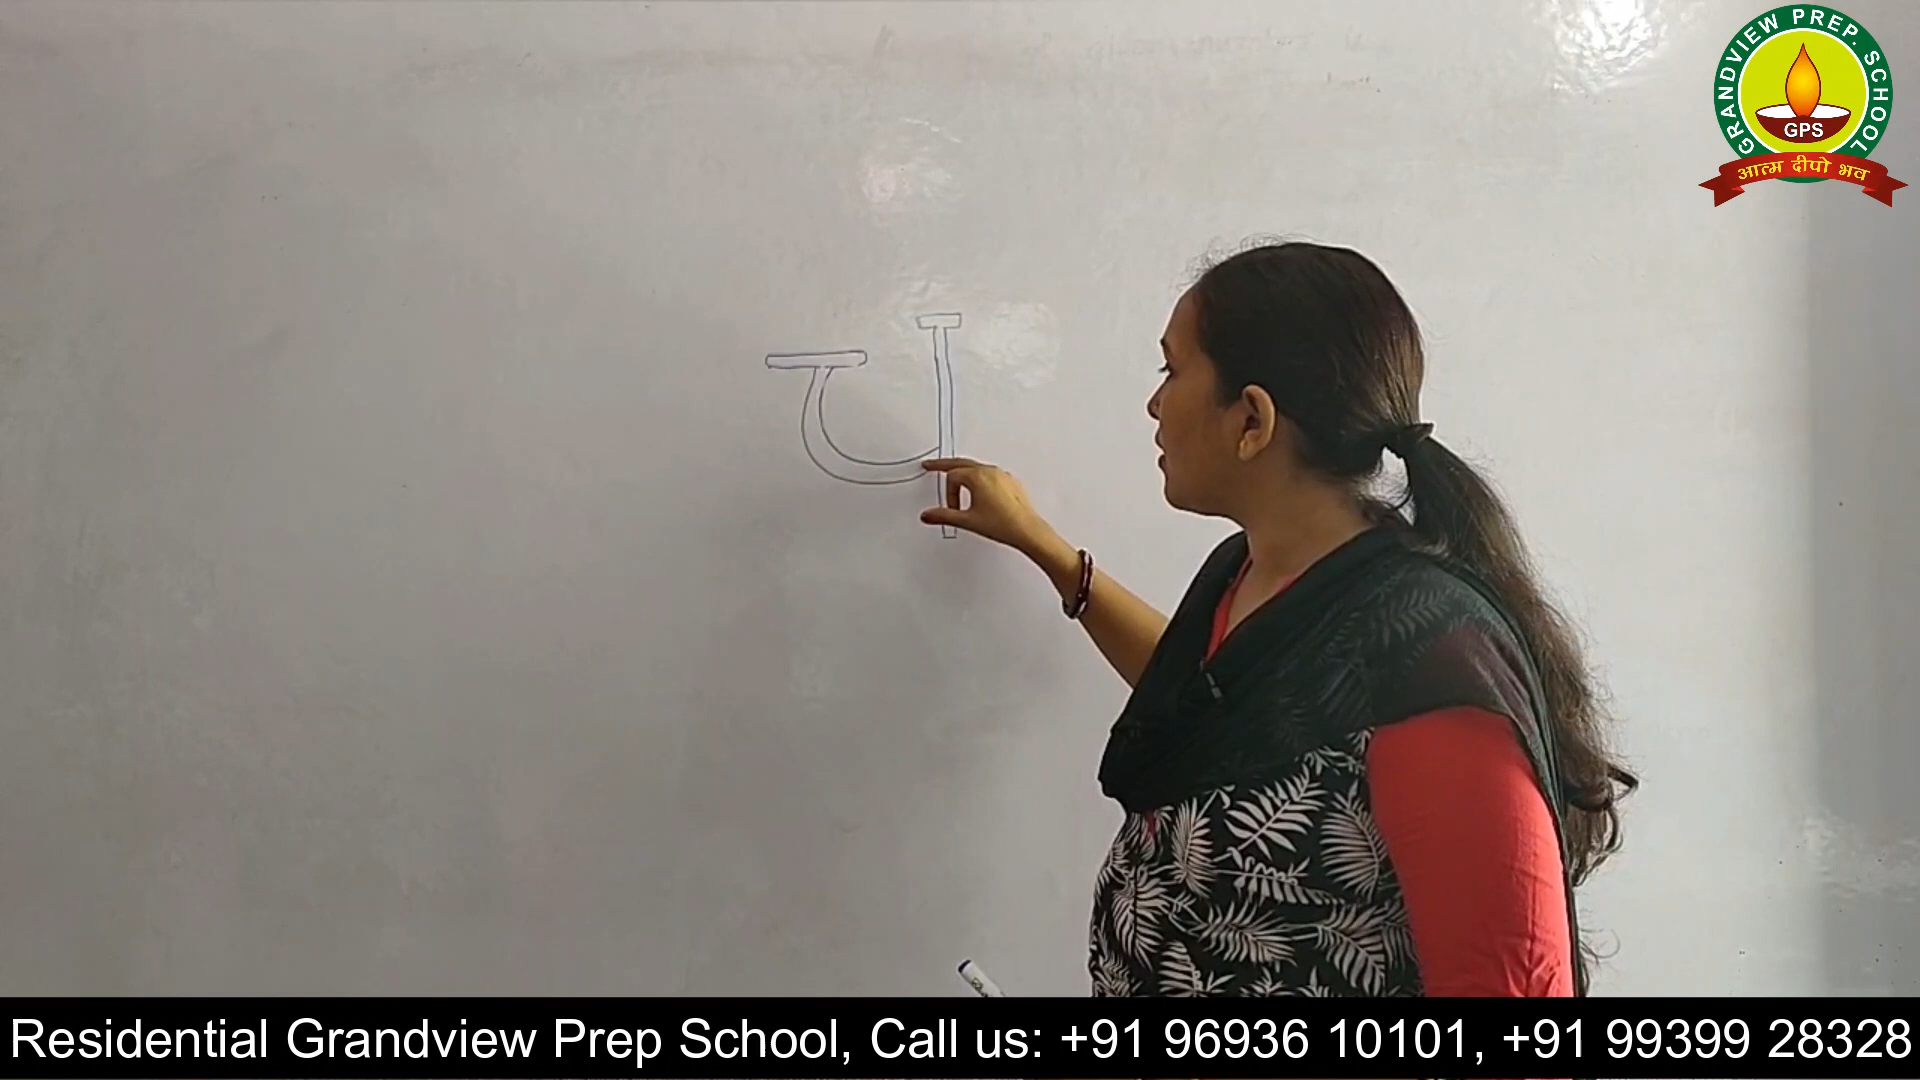 GRANDVIEW PREP. SCHOOL
GPS
आत्म दीपो भव
Residential Grandview Prep School, Call us: +91 96936 10101, +91 99399 28328